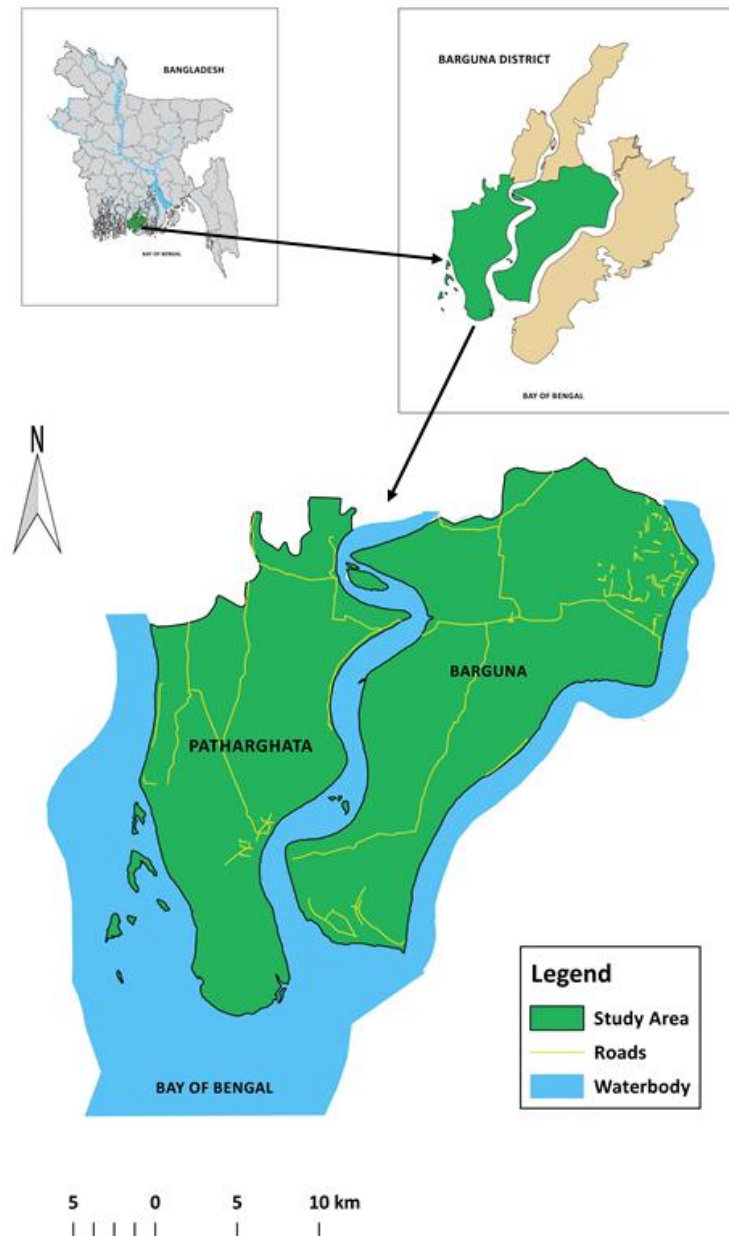 BANGLADESH
BAY OF BENGAL
BARGUNA DISTRICT
BAY OF BENGAL
N
BARGUNA
PATHARGHATA
BAY OF BENGAL
Legend
Study Area
Roads
Waterbody
5 0 5 10 km